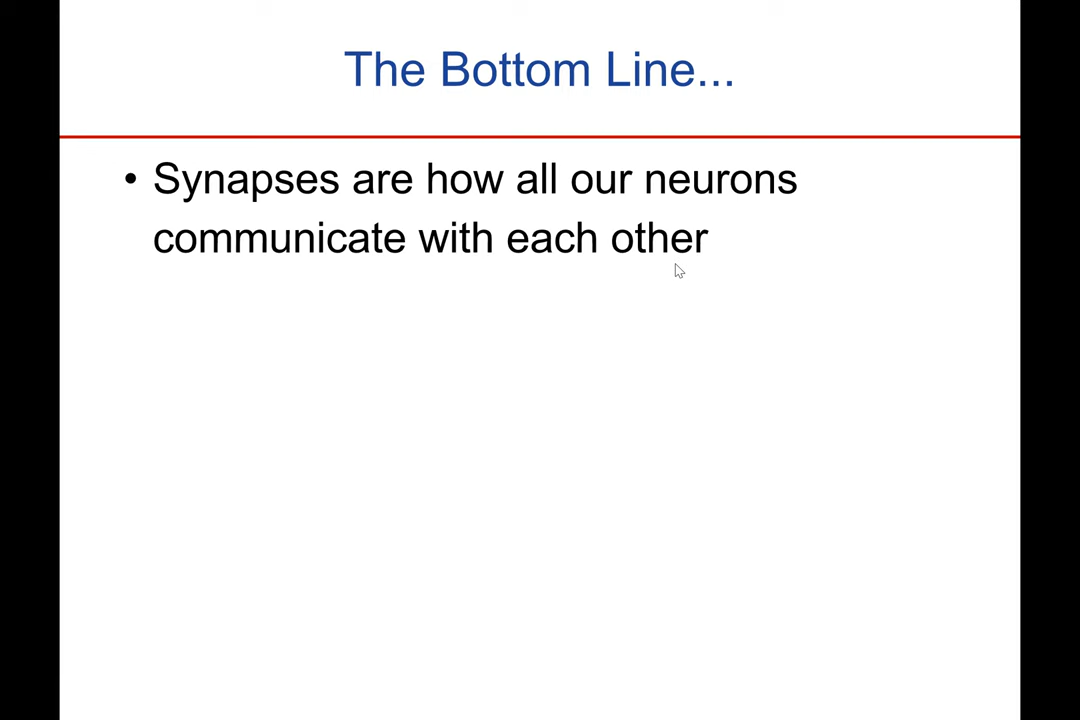 The Bottom Line...
• Synapses are how all our neurons
communicate with each other